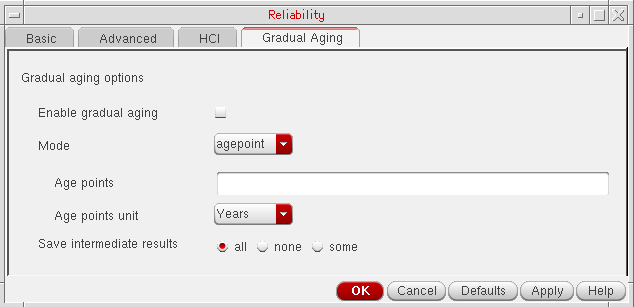 Reliability
Basic Advanced HCI Gradual Aging
Gradual aging options
Enable gradual aging
Mode agepoint
Age points
Age points unit Years
Save intermediate results all none some
OK Cancel Defaults Apply Help